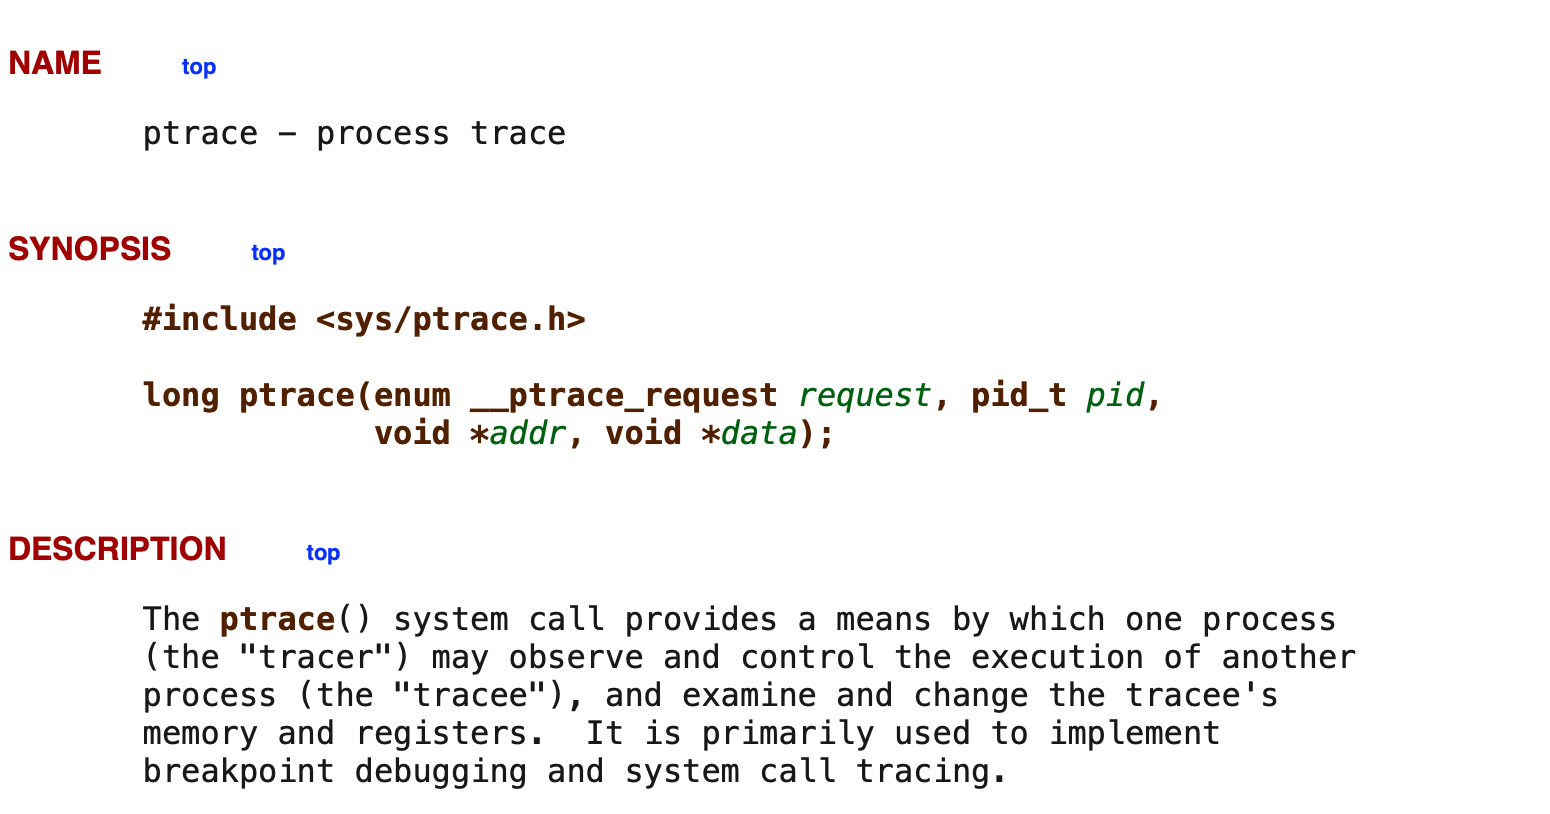 NAME top
ptrace - process trace
SYNOPSIS top
#include <sys/ptrace.h>
long ptrace(enum __ptrace_request request, pid_t pid,
void *addr, void *data);
DESCRIPTION top
The ptrace() system call provides a means by which one process
(the "tracer") may observe and control the execution of another
process (the "tracee"), and examine and change the tracee's
memory and registers.  It is primarily used to implement
breakpoint debugging and system call tracing.